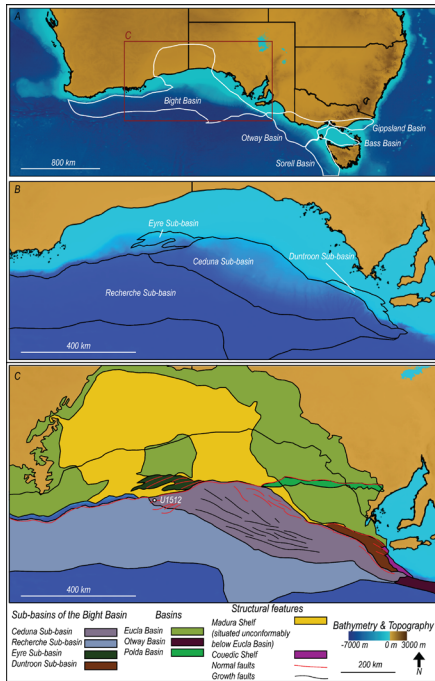 A
C
Bight Basin
Gippsland Basin
Otway Basin
Bass Basin
Sorell Basin
800 km
B
Eyre Sub-basin
Duntroon Sub-basin
Ceduna Sub-basin
Recherche Sub-basin
400 km
C
U1512
400 km
Sub-basins of the Bight Basin
Ceduna Sub-basin
Recherche Sub-basin
Eyre Sub-basin
Duntroon Sub-basin
Basins
Eucla Basin
Otway Basin
Polda Basin
Structural features
Madura Shelf
(situated unconformably
below Eucla Basin)
Couedic Shelf
Normal faults
Growth faults
Bathymetry & Topography
-7000 m 0 m 3000 m
200 km
N